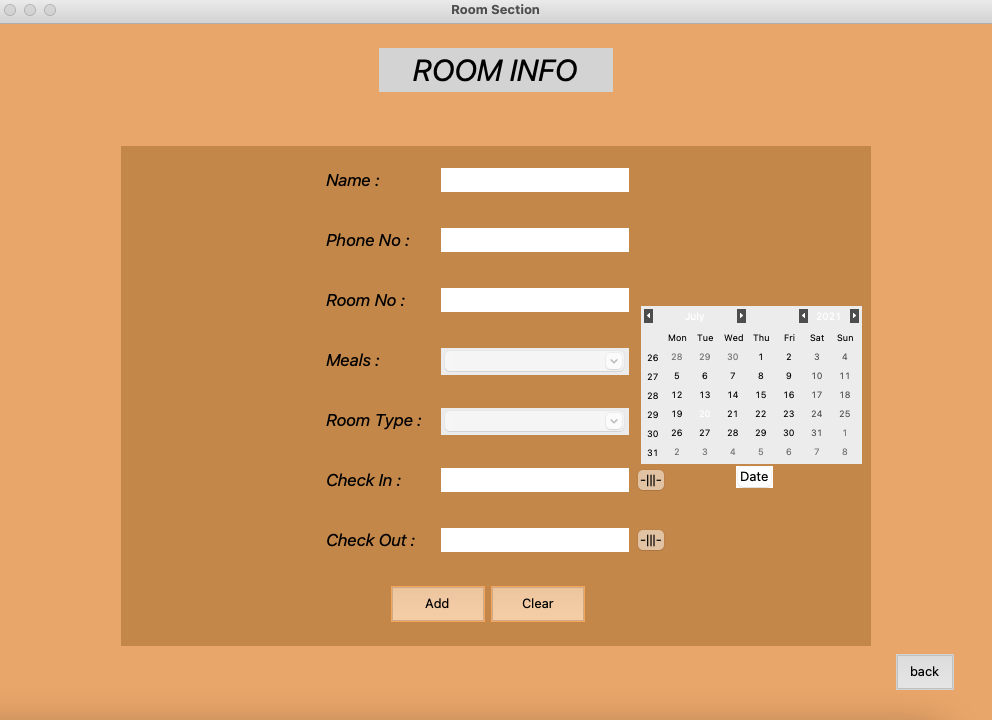 Room Section
ROOM INFO
Name :
Phone No :
Room No :
July 2021
Mon Tue Wed Thu Fri Sat Sun
26 28 29 30 1 2 3 4
27 5 6 7 8 9 10 11
28 12 13 14 15 16 17 18
29 19 20 21 22 23 24 25
30 26 27 28 29 30 31 1
31 2 3 4 5 6 7 8
Meals :
Room Type :
Check In : -|||- Date
Check Out : -|||-
Add Clear
back